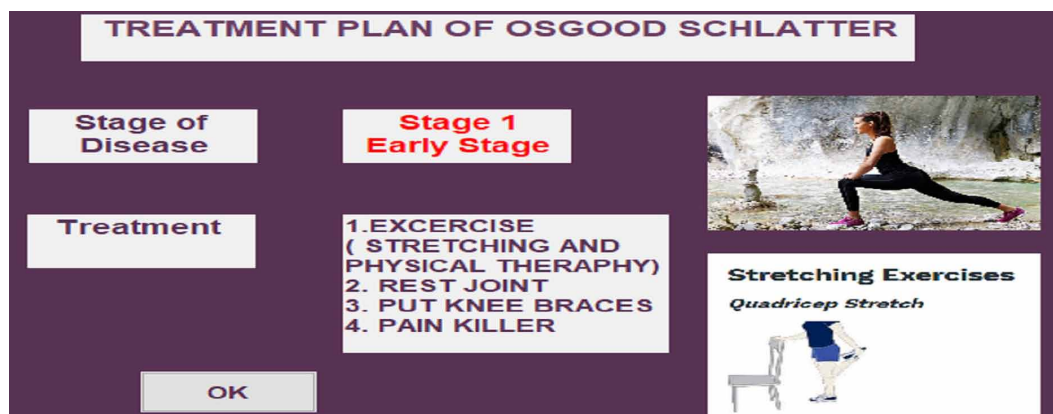 TREATMENT PLAN OF OSGOOD SCHLATTER
Stage of
Disease
Stage 1
Early Stage
Treatment
1.EXCERCISE
( STRETCHING AND
PHYSICAL THERAPHY)
2. REST JOINT
3. PUT KNEE BRACES
4. PAIN KILLER
Stretching Exercises
Quadricep Stretch
OK